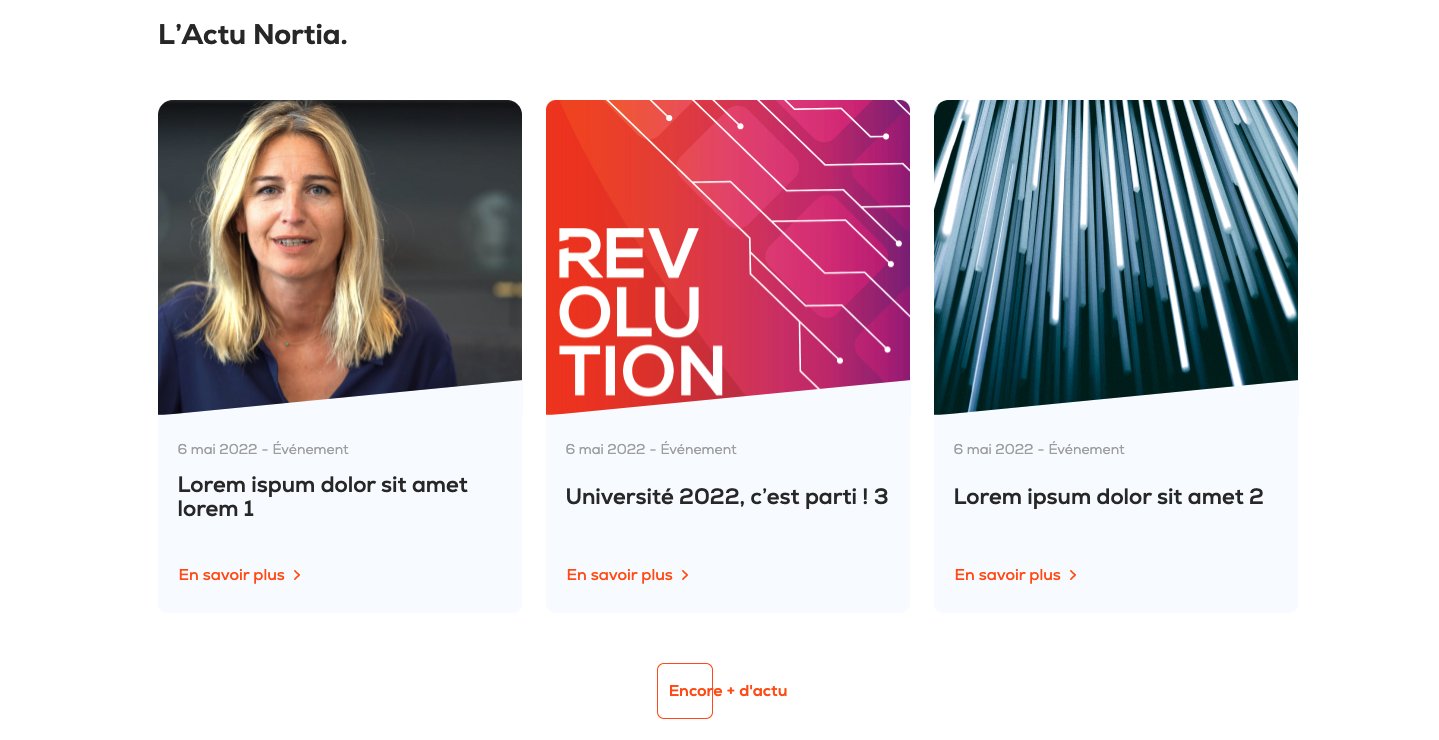 L’Actu Nortia.
REV
OLU
TION
6 mai 2022 - Événement
Lorem ispum dolor sit amet
lorem 1
En savoir plus
6 mai 2022 - Événement
Université 2022, c’est parti ! 3
En savoir plus
6 mai 2022 - Événement
Lorem ipsum dolor sit amet 2
En savoir plus
Encore + d'actu